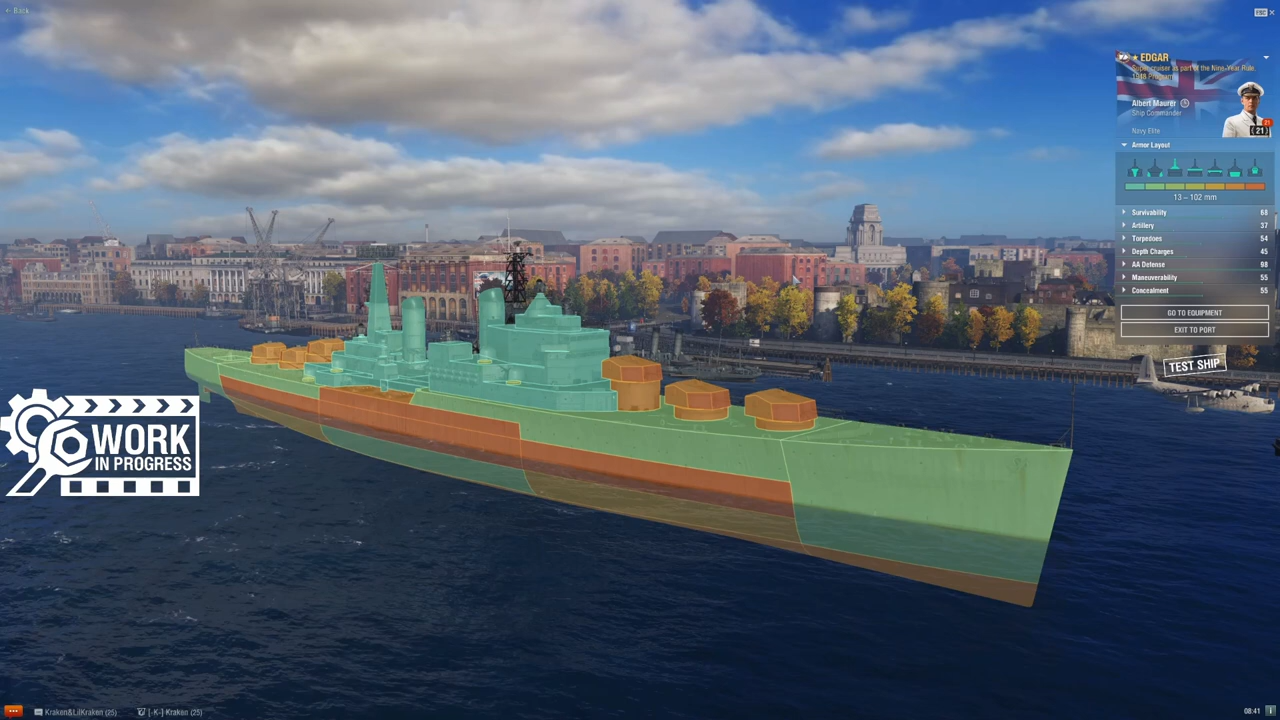 ← Back
ESC ×
★ EDGAR
Supercruiser as part of the Nine-Year Rule.
1948 Program
Albert Maurer
Ship Commander
Navy Elite
21
21
Armor Layout
13 – 102 mm
Survivability 68
Artillery 37
Torpedoes 54
Depth Charges 45
AA Defense 98
Maneuverability 55
Concealment 55
GO TO EQUIPMENT
EXIT TO PORT
TEST SHIP
WORK
IN PROGRESS
Kraken&LilKraken (25)
[-K-] Kraken (25)
08:41